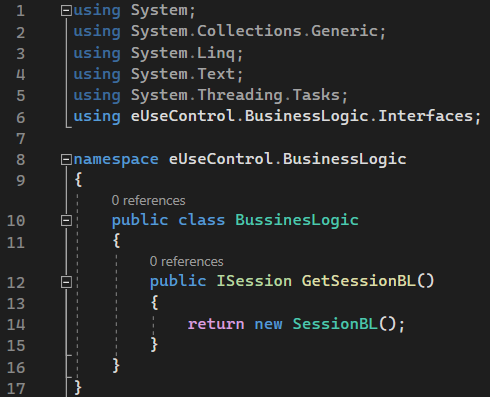 1 using System;
2 using System.Collections.Generic;
3 using System.Linq;
4 using System.Text;
5 using System.Threading.Tasks;
6 using eUseControl.BusinessLogic.Interfaces;
7
8 namespace eUseControl.BusinessLogic
9 {
0 references
10 public class BussinesLogic
11 {
0 references
12 public ISession GetSessionBL()
13 {
14 return new SessionBL();
15 }
16 }
17 }